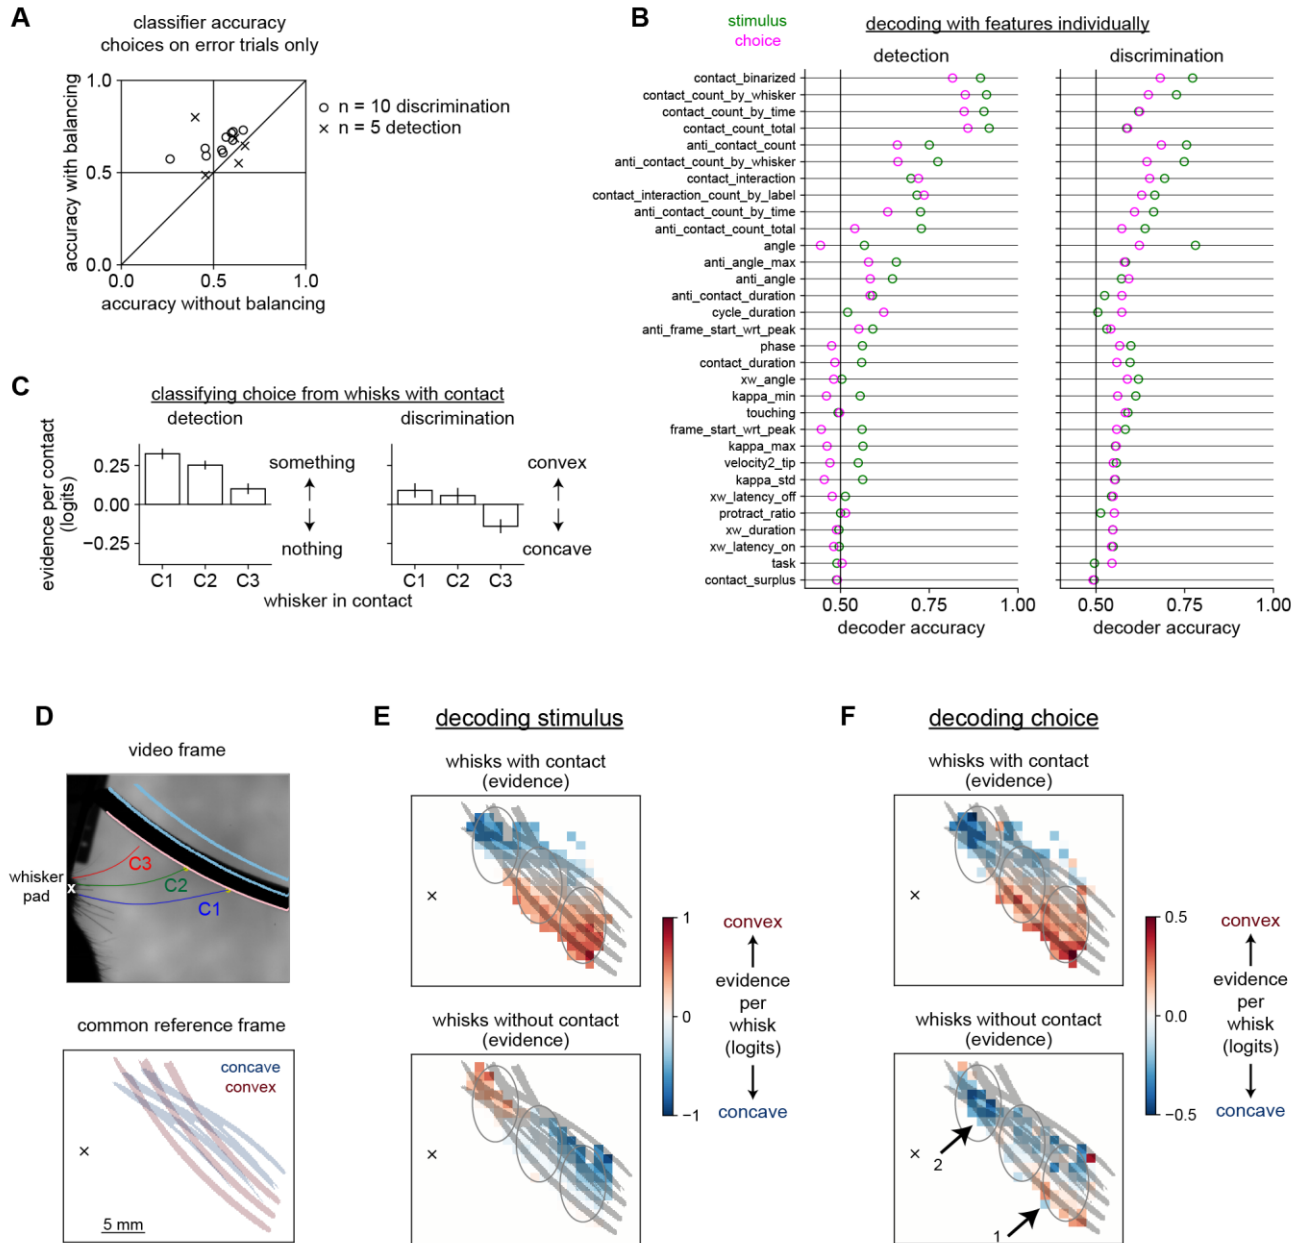 A
classifier accuracy
choices on error trials only
1.0
accuracy with balancing
0.5
0.0
0.0
0.5
1.0
accuracy without balancing
n = 10 discrimination
n = 5 detection
B
stimulus
choice
decoding with features individually
detection
discrimination
contact_binarized
contact_count_by_whisker
contact_count_by_time
contact_count_total
anti_contact_count
anti_contact_count_by_whisker
contact_interaction
contact_interaction_count_by_label
anti_contact_count_by_time
anti_contact_count_total
angle
anti_angle_max
anti_angle
anti_contact_duration
cycle_duration
anti_frame_start_wrt_peak
phase
contact_duration
xw_angle
kappa_min
touching
frame_start_wrt_peak
kappa_max
velocity2_tip
kappa_std
xw_latency_off
protract_ratio
xw_duration
xw_latency_on
task
contact_surplus
0.50
0.75
1.00
0.50
0.75
1.00
decoder accuracy
decoder accuracy
C
classifying choice from whisks with contact
detection
discrimination
evidence per contact
(logits)
0.25
0.00
−0.25
something
nothing
convex
concave
C1
C2
C3
C1
C2
C3
whisker in contact
D
video frame
whisker
pad
x
C3
C2
C1
common reference frame
concave
convex
5 mm
E
decoding stimulus
whisks with contact
(evidence)
whisks without contact
(evidence)
1
0
−1
convex
evidence
per
whisk
(logits)
concave
F
decoding choice
whisks with contact
(evidence)
whisks without contact
(evidence)
2
1
0.5
0.0
−0.5
convex
evidence
per
whisk
(logits)
concave